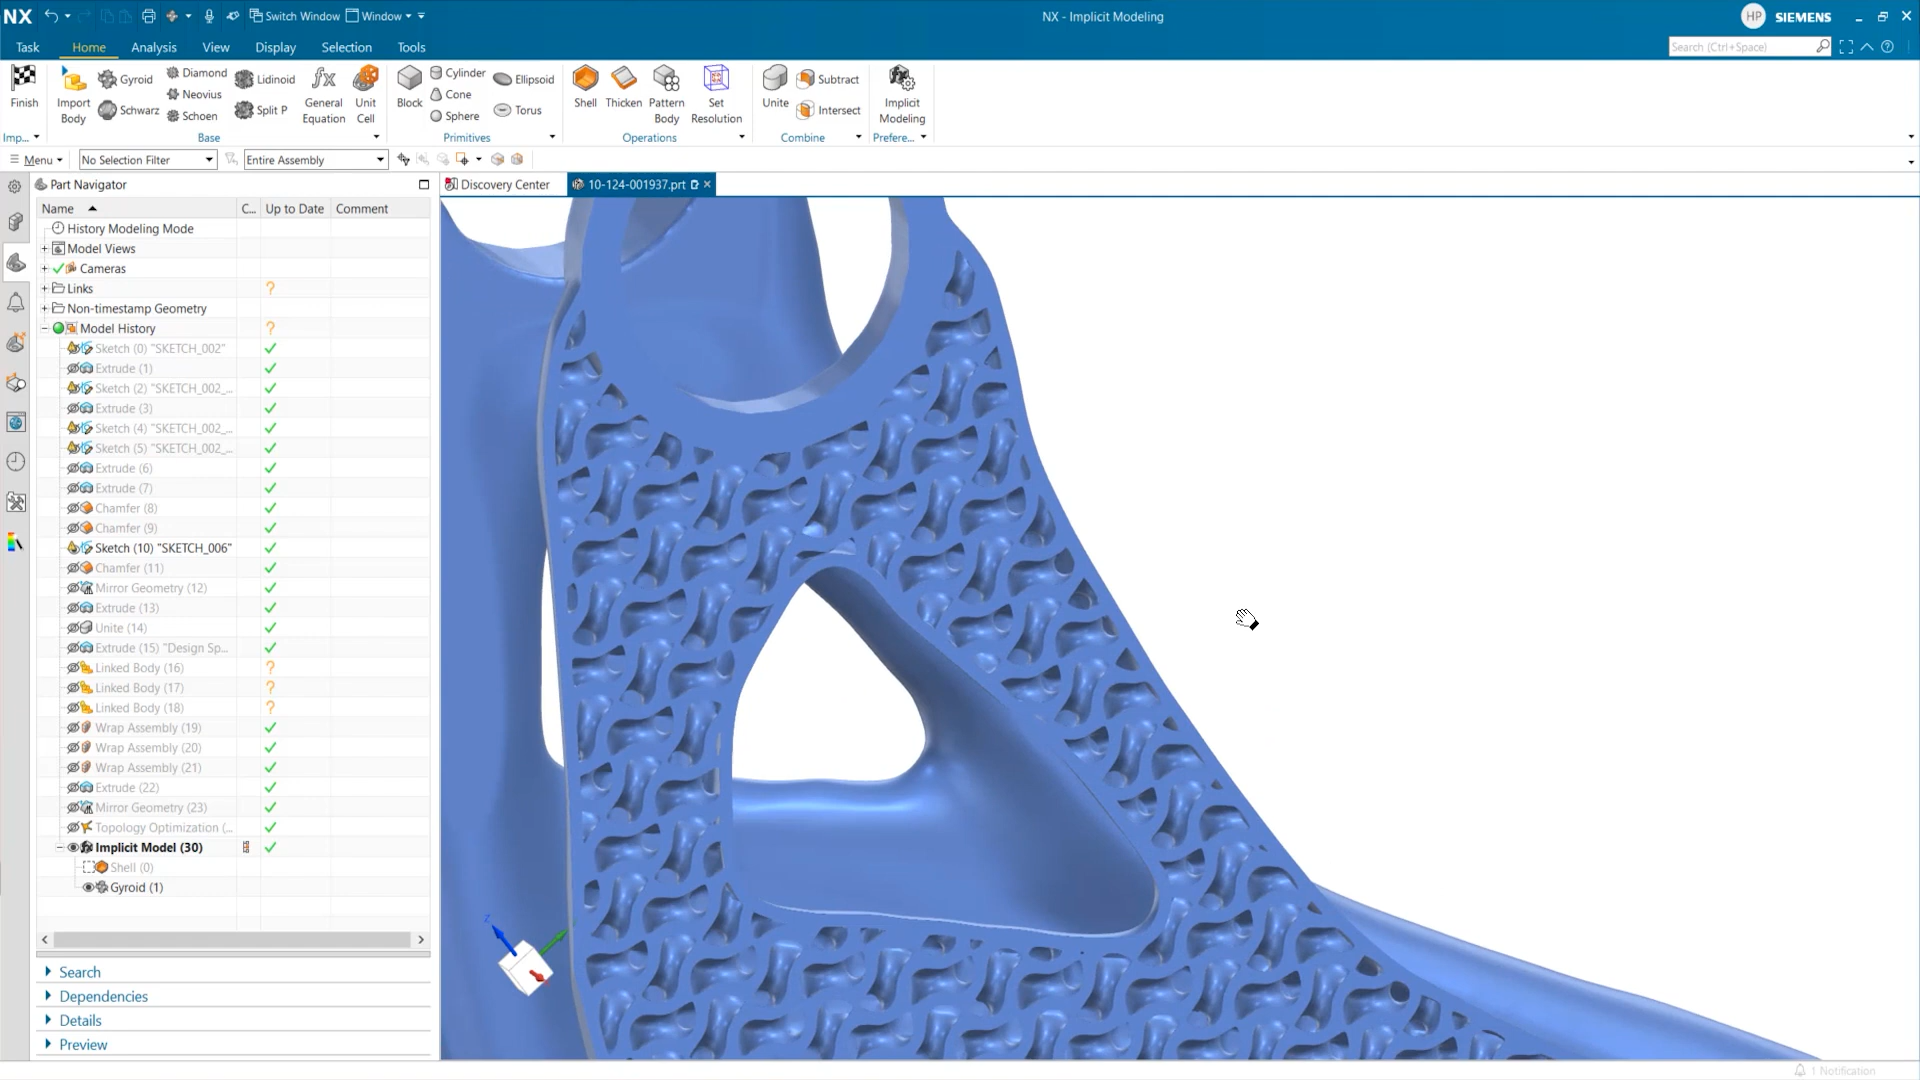 NX Switch Window Window NX - Implicit Modeling HP SIEMENS
Task Home Analysis View Display Selection Tools Search (Ctrl+Space)
Finish
Imp...
Import Body
Gyroid
Schwarz
Diamond
Neovius
Schoen
Lidinoid
Split P
General Equation
Unit Cell
Base
Block
Cylinder
Cone
Sphere
Ellipsoid
Torus
Primitives
Shell
Thicken
Pattern Body
Set Resolution
Operations
Unite
Subtract
Intersect
Combine
Implicit Modeling
Prefere...
Menu No Selection Filter Entire Assembly
Part Navigator
Discovery Center 10-124-001937.prt
Name C... Up to Date Comment
History Modeling Mode
Model Views
Cameras
Links ?
Non-timestamp Geometry
Model History ?
Sketch (0) "SKETCH_002"
Extrude (1)
Sketch (2) "SKETCH_002_...
Extrude (3)
Sketch (4) "SKETCH_002_...
Sketch (5) "SKETCH_002_...
Extrude (6)
Extrude (7)
Chamfer (8)
Chamfer (9)
Sketch (10) "SKETCH_006"
Chamfer (11)
Mirror Geometry (12)
Extrude (13)
Unite (14)
Extrude (15) "Design Sp...
Linked Body (16) ?
Linked Body (17) ?
Linked Body (18) ?
Wrap Assembly (19)
Wrap Assembly (20)
Wrap Assembly (21)
Extrude (22)
Mirror Geometry (23)
Topology Optimization (...
Implicit Model (30)
Shell (0)
Gyroid (1)
Z
Search
Dependencies
Details
Preview
1 Notification